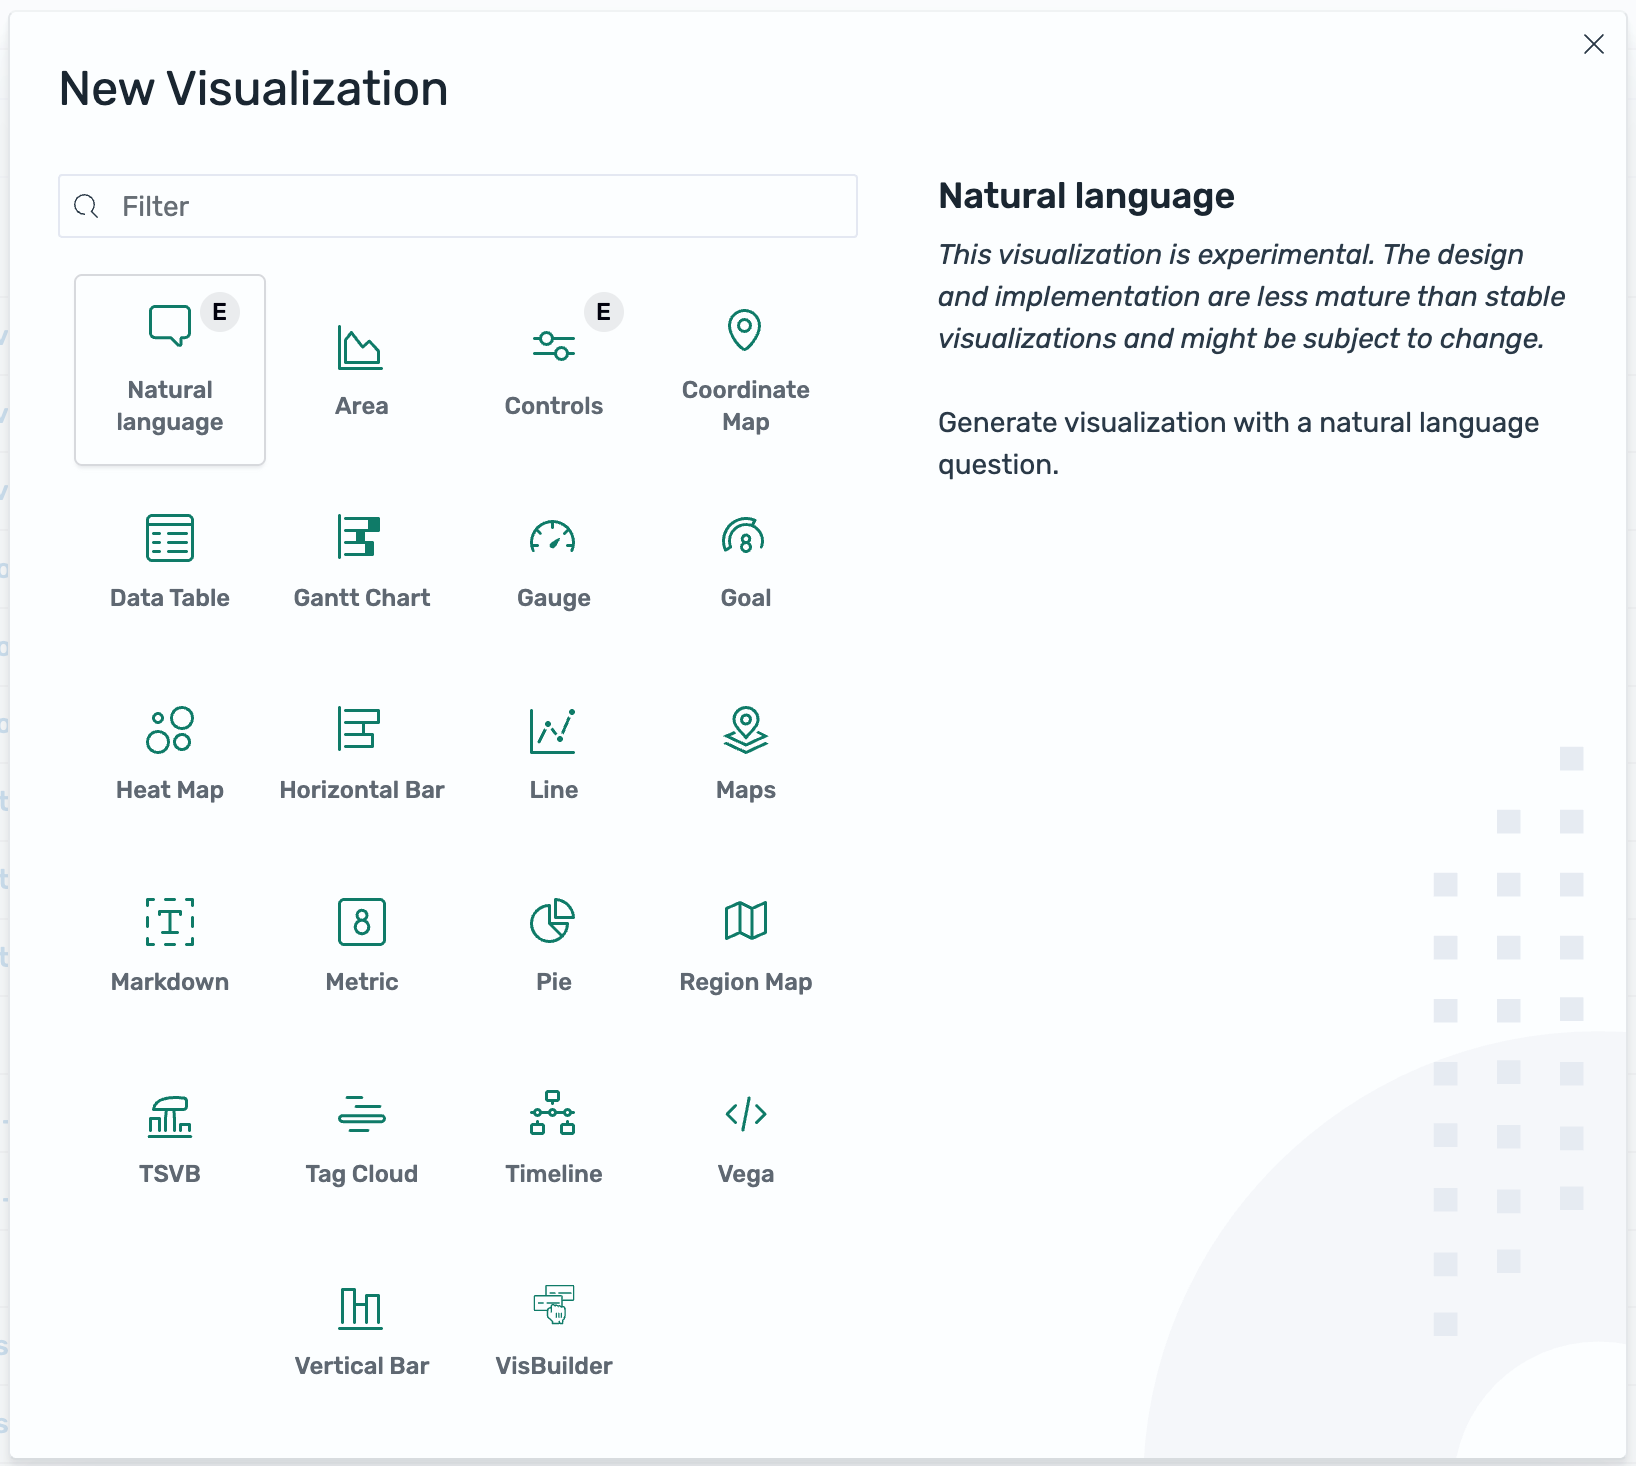 New Visualization
Filter
Natural language
This visualization is experimental. The design
and implementation are less mature than stable
visualizations and might be subject to change.
Generate visualization with a natural language
question.
E
Natural
language
Area
E
Controls
Coordinate
Map
Data Table
Gantt Chart
Gauge
8
Goal
Heat Map
Horizontal Bar
Line
Maps
T
Markdown
8
Metric
Pie
Region Map
TSVB
Tag Cloud
Timeline
</>
Vega
Vertical Bar
VisBuilder